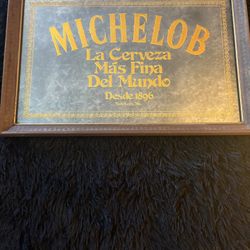 MICHELOB
La Cerveza
Más Fina
Del Mundo
Desde 1896